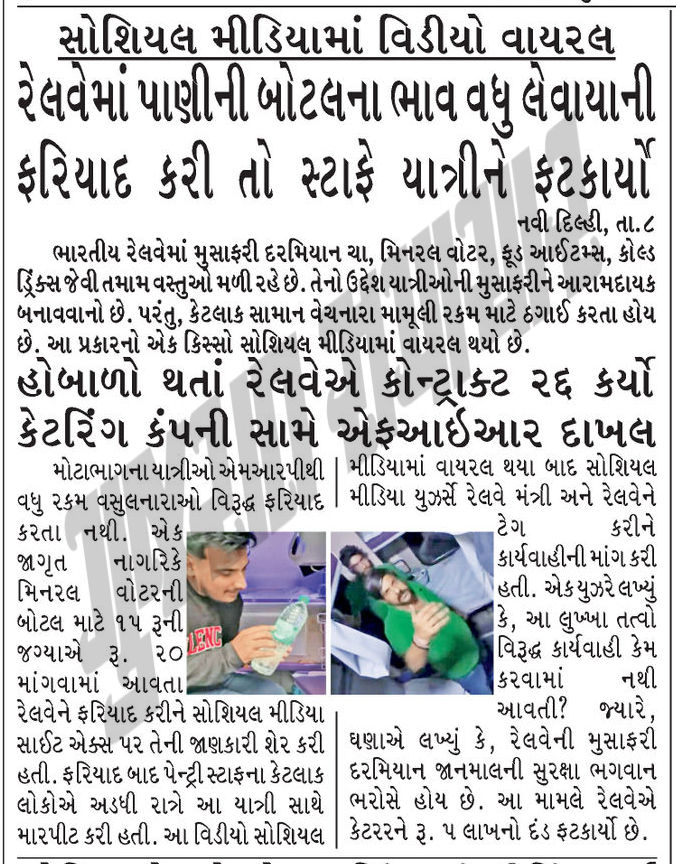 સોશિયલ મીડિયામાં વિડીયો વાયરલ
રેલવેમાં પાણીની બોટલના ભાવ વધુ લેવાયાની
ફરિયાદ કરી તો સ્ટાફે યાત્રીને ફટકાર્યો
નવી દિલ્હી, તા.૮
ભારતીય રેલવેમાં મુસાફરી દરમિયાન ચા, મિનરલ વોટર, ફૂડ આઈટમ્સ, કોલ્ડ
ડ્રિંક્સ જેવી તમામ વસ્તુઓ મળી રહે છે. તેનો ઉદ્દેશ યાત્રીઓની મુસાફરીને આરામદાયક
બનાવવાનો છે. પરંતુ, કેટલાક સામાન વેચનારા મામૂલી રકમ માટે ઠગાઈ કરતા હોય
છે. આ પ્રકારનો એક કિસ્સો સોશિયલ મીડિયામાં વાયરલ થયો છે.
હોબાળો થતાં રેલવેએ કોન્ટ્રાક્ટ રદ્દ કર્યો
કેટરિંગ કંપની સામે એફઆઇઆર દાખલ
મોટાભાગના યાત્રીઓ એમઆરપીથી
વધુ રકમ વસુલનારાઓ વિરૂદ્ધ ફરિયાદ
કરતા નથી. એક
જાગૃત નાગરિકે
મિનરલ વોટરની
બોટલ માટે ૧૫ રૂની
જગ્યાએ રૂ. ૨૦
માંગવામાં આવતા
રેલવેને ફરિયાદ કરીને સોશિયલ મીડિયા
સાઈટ એક્સ પર તેની જાણકારી શેર કરી
હતી. ફરિયાદ બાદ પેન્ટ્રી સ્ટાફના કેટલાક
લોકોએ અડધી રાત્રે આ યાત્રી સાથે
મારપીટ કરી હતી. આ વિડીયો સોશિયલ
મીડિયામાં વાયરલ થયા બાદ સોશિયલ
મીડિયા યુઝર્સે રેલવે મંત્રી અને રેલવેને
ટેગ કરીને
કાર્યવાહીની માંગ કરી
હતી. એક યુઝરે લખ્યું
કે, આ લુખ્ખા તત્વો
વિરૂદ્ધ કાર્યવાહી કેમ
કરવામાં નથી
આવતી? જ્યારે,
ઘણાએ લખ્યું કે, રેલવેની મુસાફરી
દરમિયાન જાનમાલની સુરક્ષા ભગવાન
ભરોસે હોય છે. આ મામલે રેલવેએ
કેટરરને રૂ. ૫ લાખનો દંડ ફટકાર્યો છે.
LENC